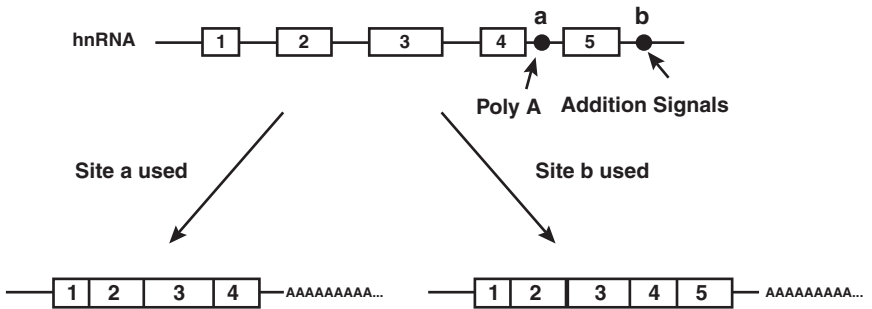 a b
hnRNA 1 2 3 4 5
Poly A Addition Signals
Site a used Site b used
1 2 3 4 AAAAAAAAA... 1 2 3 4 5 AAAAAAAAA...